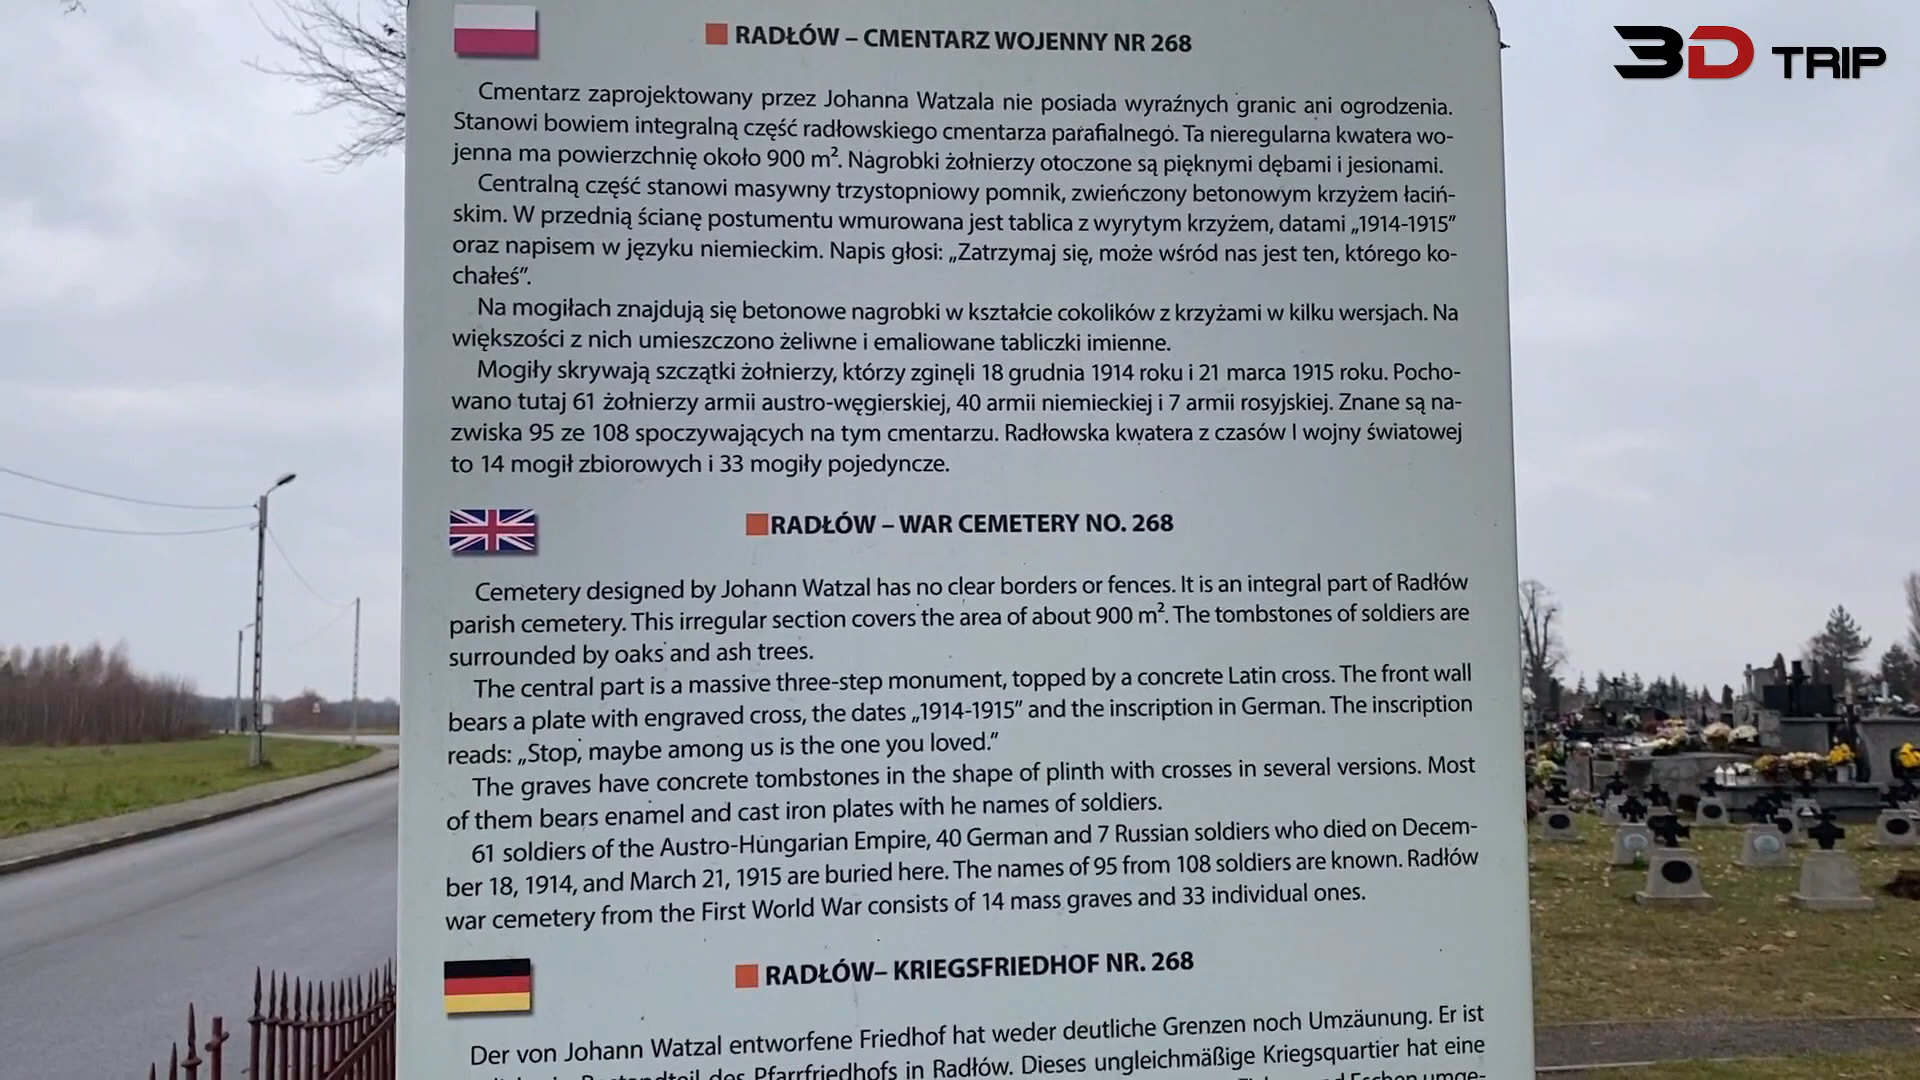 3D TRIP
RADŁÓW – CMENTARZ WOJENNY NR 268
Cmentarz zaprojektowany przez Johanna Watzala nie posiada wyraźnych granic ani ogrodzenia.
Stanowi bowiem integralną część radłowskiego cmentarza parafialnego. Ta nieregularna kwatera wo-
jenna ma powierzchnię około 900 m². Nagrobki żołnierzy otoczone są pięknymi dębami i jesionami.
Centralną część stanowi masywny trzystopniowy pomnik, zwieńczony betonowym krzyżem łaciń-
skim. W przednią ścianę postumentu wmurowana jest tablica z wyrytym krzyżem, datami „1914-1915”
oraz napisem w języku niemieckim. Napis głosi: „Zatrzymaj się, może wśród nas jest ten, którego ko-
chałeś”.
Na mogiłach znajdują się betonowe nagrobki w kształcie cokolików z krzyżami w kilku wersjach. Na
większości z nich umieszczono żeliwne i emaliowane tabliczki imienne.
Mogiły skrywają szczątki żołnierzy, którzy zginęli 18 grudnia 1914 roku i 21 marca 1915 roku. Pocho-
wano tutaj 61 żołnierzy armii austro-węgierskiej, 40 armii niemieckiej i 7 armii rosyjskiej. Znane są na-
zwiska 95 ze 108 spoczywających na tym cmentarzu. Radłowska kwatera z czasów I wojny światowej
to 14 mogił zbiorowych i 33 mogiły pojedyncze.
RADŁÓW – WAR CEMETERY NO. 268
Cemetery designed by Johann Watzal has no clear borders or fences. It is an integral part of Radłów
parish cemetery. This irregular section covers the area of about 900 m². The tombstones of soldiers are
surrounded by oaks and ash trees.
The central part is a massive three-step monument, topped by a concrete Latin cross. The front wall
bears a plate with engraved cross, the dates „1914-1915” and the inscription in German. The inscription
reads: „Stop, maybe among us is the one you loved.”
The graves have concrete tombstones in the shape of plinth with crosses in several versions. Most
of them bears enamel and cast iron plates with he names of soldiers.
61 soldiers of the Austro-Hungarian Empire, 40 German and 7 Russian soldiers who died on Decem-
ber 18, 1914, and March 21, 1915 are buried here. The names of 95 from 108 soldiers are known. Radłów
war cemetery from the First World War consists of 14 mass graves and 33 individual ones.
RADŁÓW– KRIEGSFRIEDHOF NR. 268
Der von Johann Watzal entworfene Friedhof hat weder deutliche Grenzen noch Umzäunung. Er ist
des Pfarrfriedhofs in Radłów. Dieses ungleichmäßige Kriegsquartier hat eine